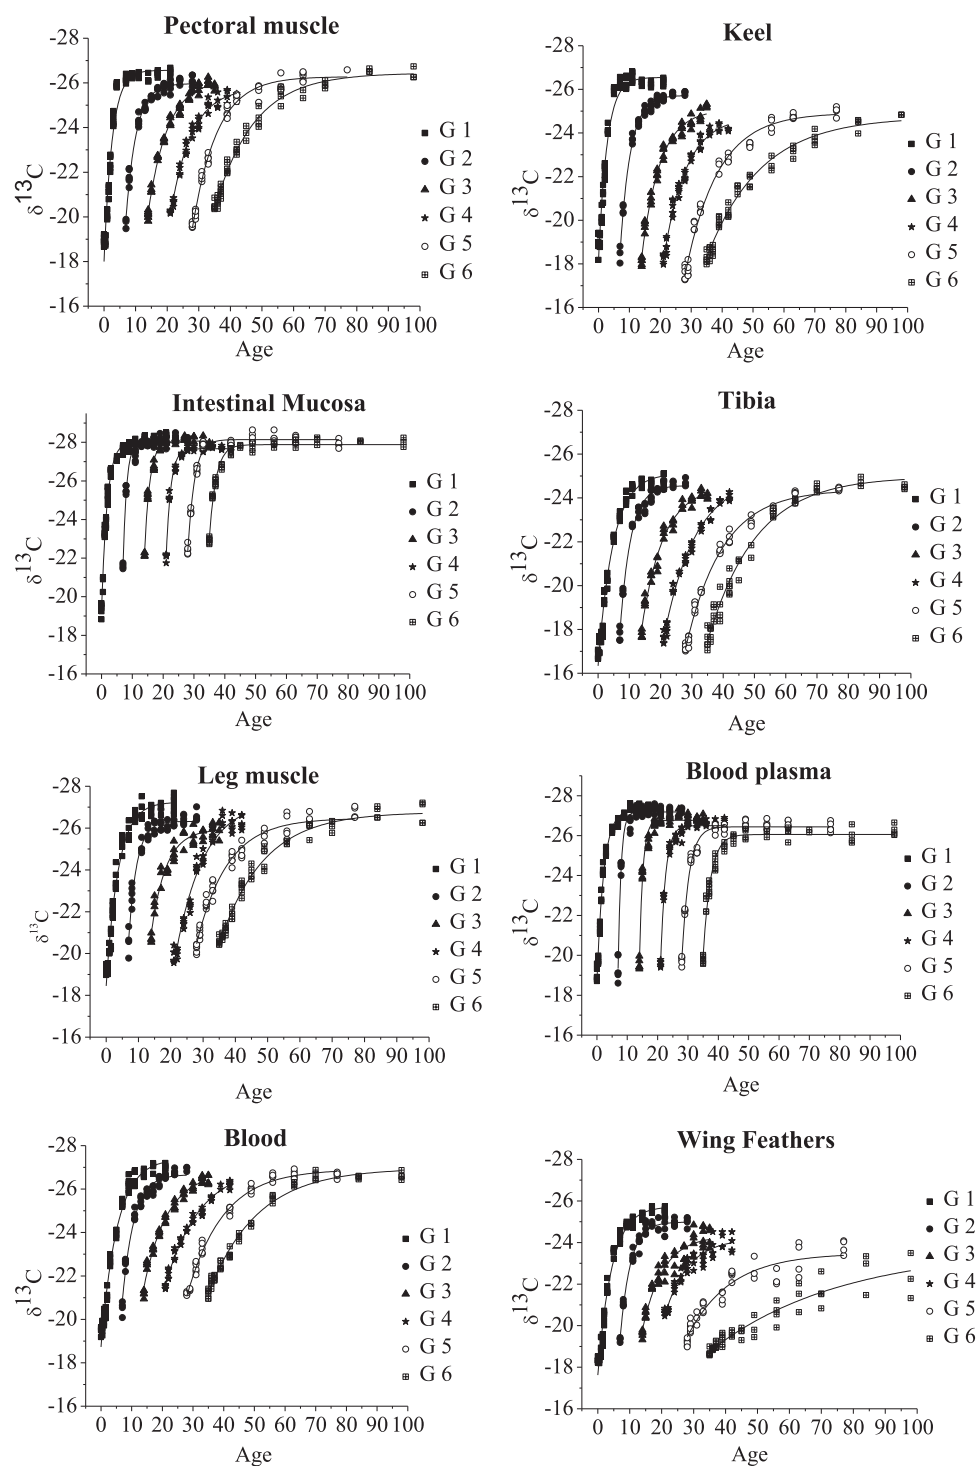 Pectoral muscle
-28
-26
-24
-22
-20
-18
-16
δ13C
0 10 20 30 40 50 60 70 80 90 100
Age
G 1
G 2
G 3
G 4
G 5
G 6
Keel
-28
-26
-24
-22
-20
-18
-16
δ13C
0 10 20 30 40 50 60 70 80 90 100
Age
G 1
G 2
G 3
G 4
G 5
G 6
Intestinal Mucosa
-28
-26
-24
-22
-20
-18
-16
δ13C
0 10 20 30 40 50 60 70 80 90 100
Age
G 1
G 2
G 3
G 4
G 5
G 6
Tibia
-28
-26
-24
-22
-20
-18
-16
δ13C
0 10 20 30 40 50 60 70 80 90 100
Age
G 1
G 2
G 3
G 4
G 5
G 6
Leg muscle
-28
-26
-24
-22
-20
-18
-16
δ13C
0 10 20 30 40 50 60 70 80 90 100
Age
G 1
G 2
G 3
G 4
G 5
G 6
Blood plasma
-28
-26
-24
-22
-20
-18
-16
δ13C
0 10 20 30 40 50 60 70 80 90 100
Age
G 1
G 2
G 3
G 4
G 5
G 6
Blood
-28
-26
-24
-22
-20
-18
-16
δ13C
0 10 20 30 40 50 60 70 80 90 100
Age
G 1
G 2
G 3
G 4
G 5
G 6
Wing Feathers
-28
-26
-24
-22
-20
-18
-16
δ13C
0 10 20 30 40 50 60 70 80 90 100
Age
G 1
G 2
G 3
G 4
G 5
G 6